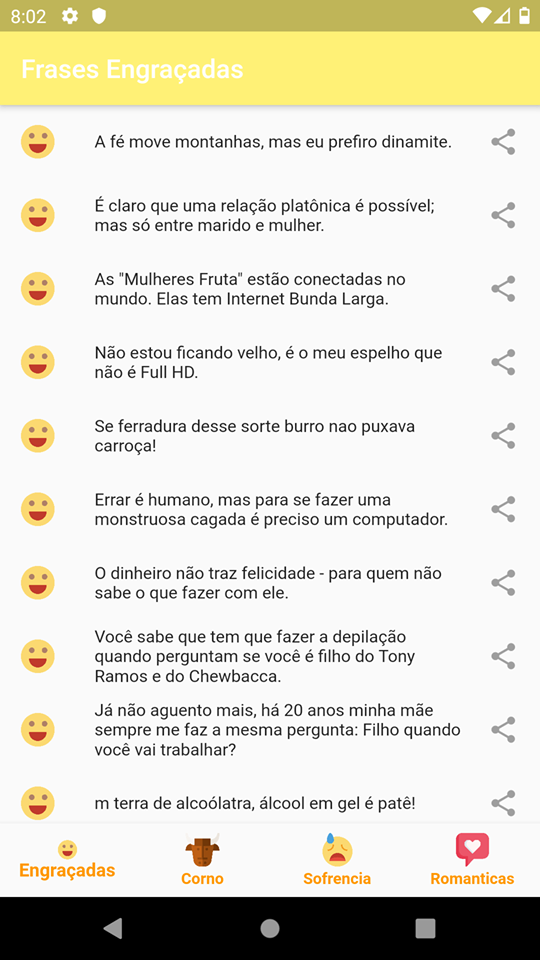 8:02
Frases Engraçadas
A fé move montanhas, mas eu prefiro dinamite.
É claro que uma relação platônica é possível;
mas só entre marido e mulher.
As "Mulheres Fruta" estão conectadas no
mundo. Elas tem Internet Bunda Larga.
Não estou ficando velho, é o meu espelho que
não é Full HD.
Se ferradura desse sorte burro nao puxava
carroça!
Errar é humano, mas para se fazer uma
monstruosa cagada é preciso um computador.
O dinheiro não traz felicidade - para quem não
sabe o que fazer com ele.
Você sabe que tem que fazer a depilação
quando perguntam se você é filho do Tony
Ramos e do Chewbacca.
Já não aguento mais, há 20 anos minha mãe
sempre me faz a mesma pergunta: Filho quando
você vai trabalhar?
m terra de alcoólatra, álcool em gel é patê!
Engraçadas
Corno
Sofrencia
Romanticas